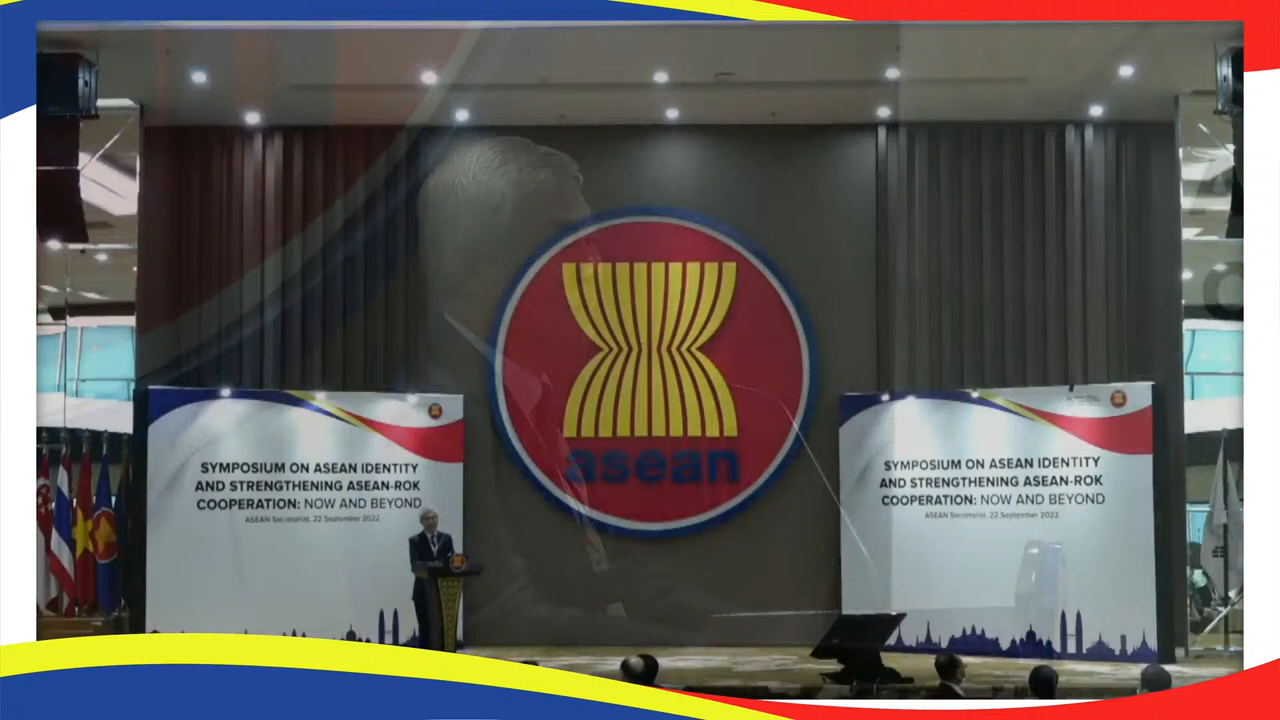 SYMPOSIUM ON ASEAN IDENTITY
AND STRENGTHENING ASEAN-ROK
COOPERATION: NOW AND BEYOND
ASEAN Secretariat, 22 September 2022
asean
SYMPOSIUM ON ASEAN IDENTITY
AND STRENGTHENING ASEAN-ROK
COOPERATION: NOW AND BEYOND
ASEAN Secretariat, 22 September 2022